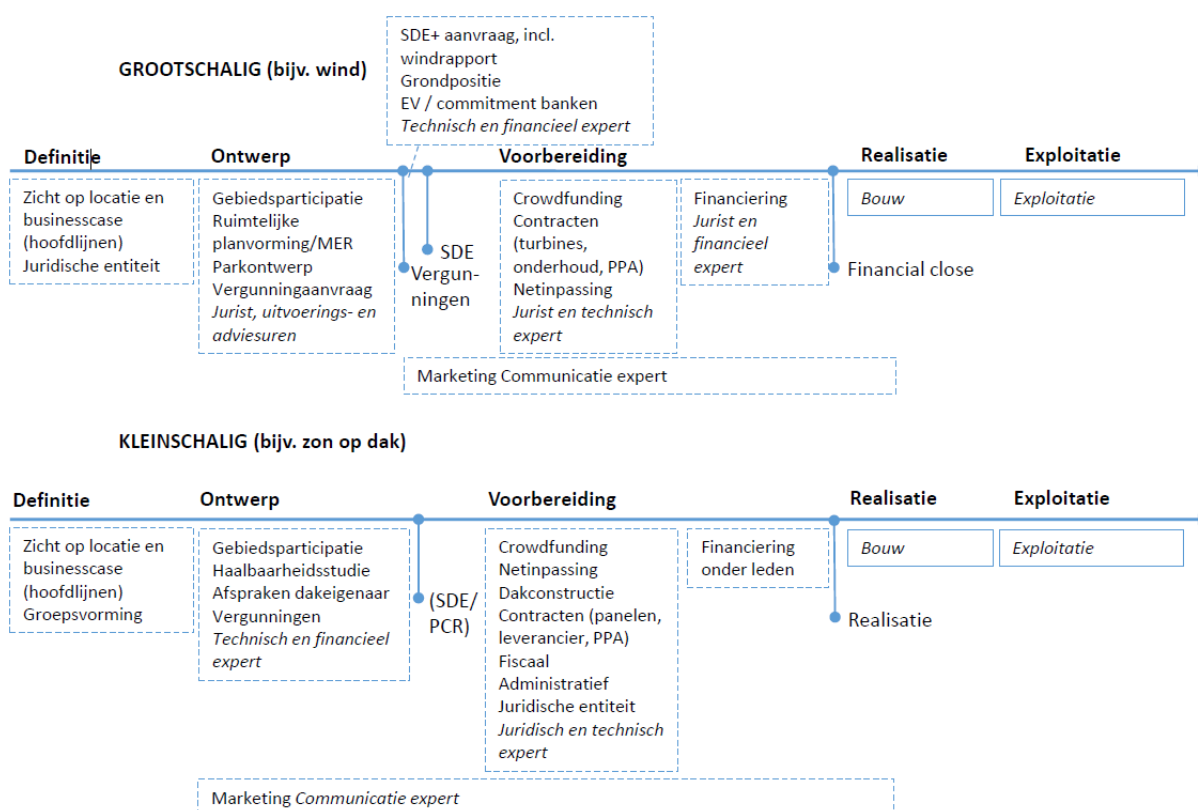 SDE+ aanvraag, incl.
windrapport
Grondpositie
EV / commitment banken
Technisch en financieel expert
GROOTSCHALIG (bijv. wind)
Definitie
Ontwerp
Voorbereiding
Realisatie
Exploitatie
Zicht op locatie en
businesscase
(hoofdlijnen)
Juridische entiteit
Gebiedsparticipatie
Ruimtelijke
planvorming/MER
Parkontwerp
Vergunningaanvraag
Jurist, uitvoerings- en
adviesuren
SDE
Vergun-
ningen
Crowdfunding
Contracten
(turbines,
onderhoud, PPA)
Netinpassing
Jurist en technisch
expert
Financiering
Jurist en
financieel
expert
Financial close
Bouw
Exploitatie
Marketing Communicatie expert
KLEINSCHALIG (bijv. zon op dak)
Definitie
Ontwerp
Voorbereiding
Realisatie
Exploitatie
Zicht op locatie en
businesscase
(hoofdlijnen)
Groepsvorming
Gebiedsparticipatie
Haalbaarheidsstudie
Afspraken dakeigenaar
Vergunningen
Technisch en financieel
expert
(SDE/
PCR)
Crowdfunding
Netinpassing
Dakconstructie
Contracten (panelen,
leverancier, PPA)
Fiscaal
Administratief
Juridische entiteit
Juridisch en technisch
expert
Financiering
onder leden
Realisatie
Bouw
Exploitatie
Marketing Communicatie expert